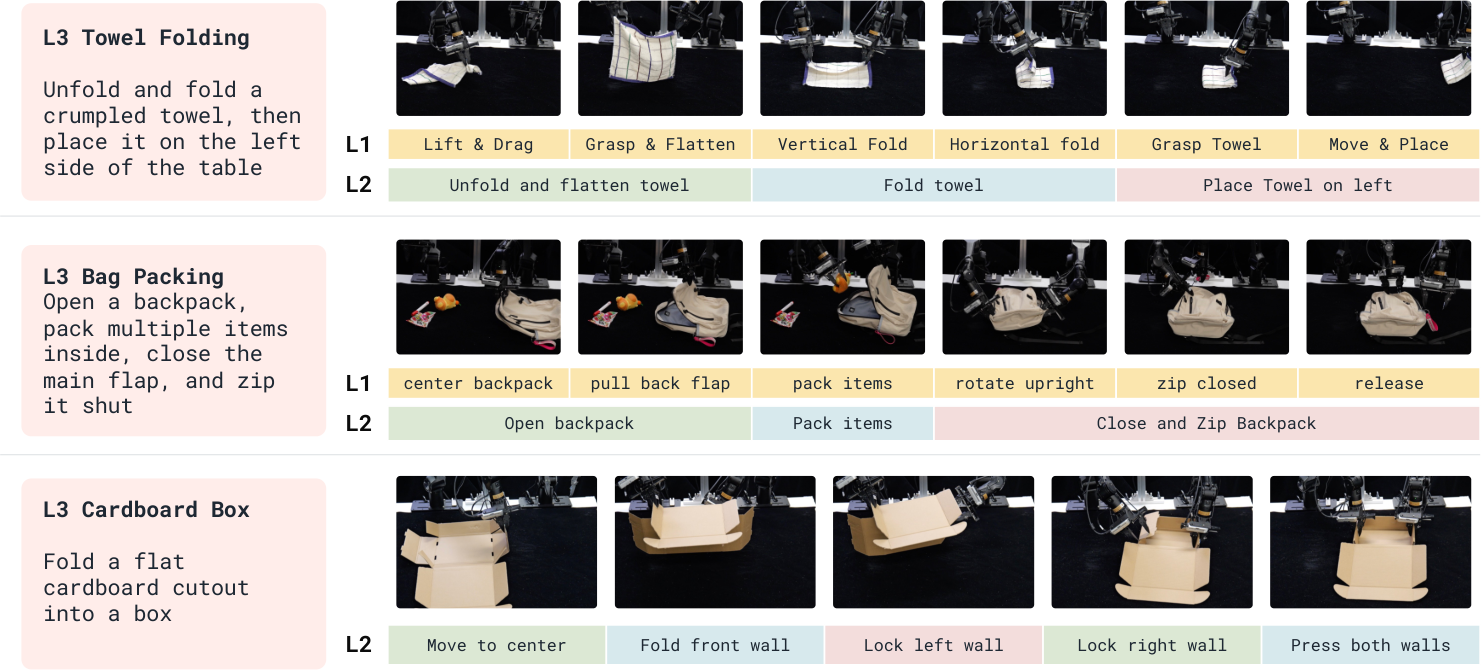 L3 Towel Folding
Unfold and fold a
crumpled towel, then
place it on the left
side of the table
L1 Lift & Drag Grasp & Flatten Vertical Fold Horizontal fold Grasp Towel Move & Place
L2 Unfold and flatten towel Fold towel Place Towel on left
L3 Bag Packing
Open a backpack,
pack multiple items
inside, close the
main flap, and zip
it shut
L1 center backpack pull back flap pack items rotate upright zip closed release
L2 Open backpack Pack items Close and Zip Backpack
L3 Cardboard Box
Fold a flat
cardboard cutout
into a box
L2 Move to center Fold front wall Lock left wall Lock right wall Press both walls